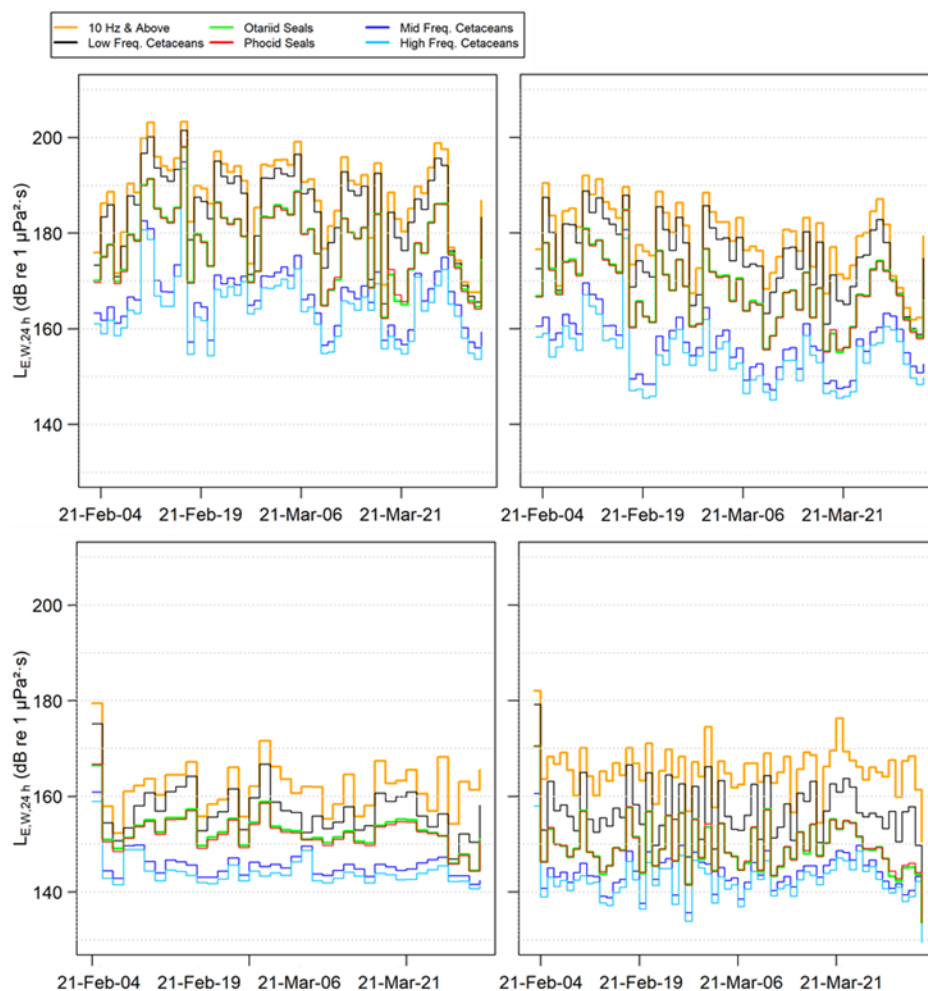 10 Hz & Above Otariid Seals Mid Freq. Cetaceans
Low Freq. Cetaceans Phocid Seals High Freq. Cetaceans
200
180
160
140
L_E,W,24 h (dB re 1 µPa²·s)
21-Feb-04 21-Feb-19 21-Mar-06 21-Mar-21
21-Feb-04 21-Feb-19 21-Mar-06 21-Mar-21
200
180
160
140
L_E,W,24 h (dB re 1 µPa²·s)
21-Feb-04 21-Feb-19 21-Mar-06 21-Mar-21
21-Feb-04 21-Feb-19 21-Mar-06 21-Mar-21